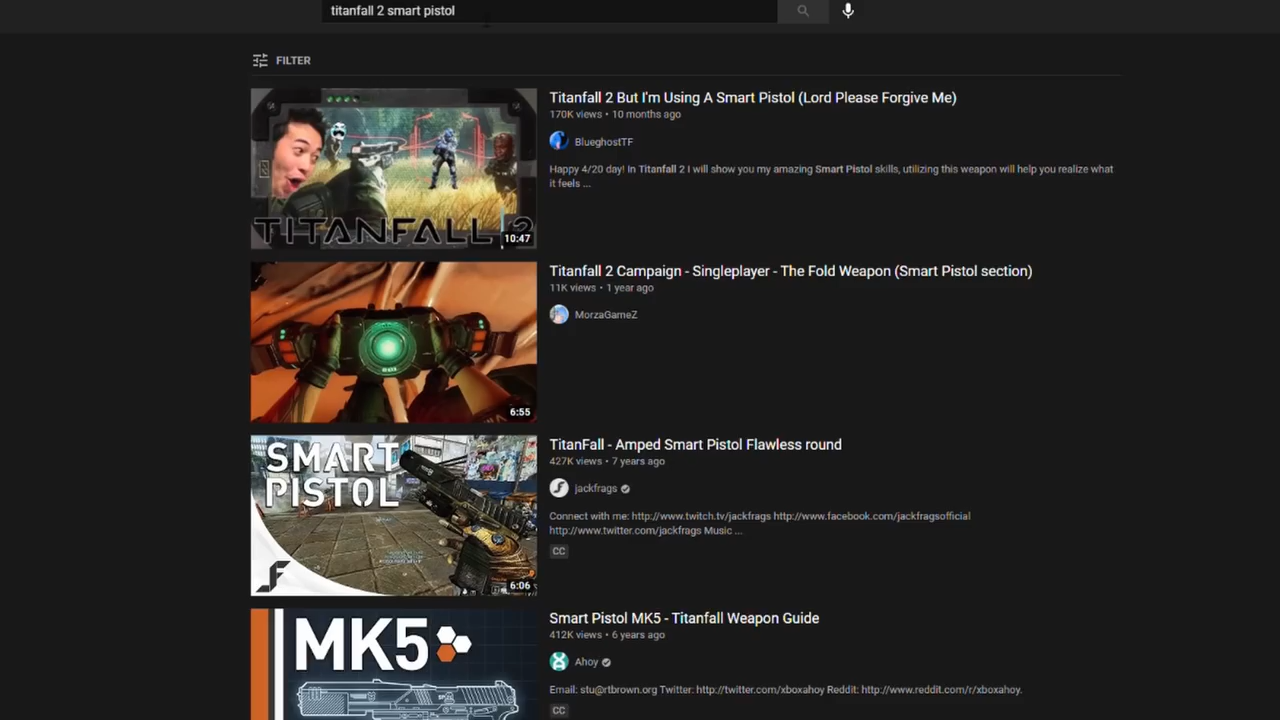 titanfall 2 smart pistol
FILTER
TITANFALL 2
10:47
Titanfall 2 But I'm Using A Smart Pistol (Lord Please Forgive Me)
170K views • 10 months ago
BlueghostTF
Happy 4/20 day! In Titanfall 2 I will show you my amazing Smart Pistol skills, utilizing this weapon will help you realize what
it feels ...
6:55
Titanfall 2 Campaign - Singleplayer - The Fold Weapon (Smart Pistol section)
11K views • 1 year ago
MorzaGameZ
SMART
PISTOL
6:06
TitanFall - Amped Smart Pistol Flawless round
427K views • 7 years ago
jackfrags
Connect with me: http://www.twitch.tv/jackfrags http://www.facebook.com/jackfragsofficial
http://www.twitter.com/jackfrags Music ...
CC
MK5
Smart Pistol MK5 - Titanfall Weapon Guide
412K views • 6 years ago
Ahoy
Email: stu@rtbrown.org Twitter: http://twitter.com/xboxahoy Reddit: http://www.reddit.com/r/xboxahoy.
CC